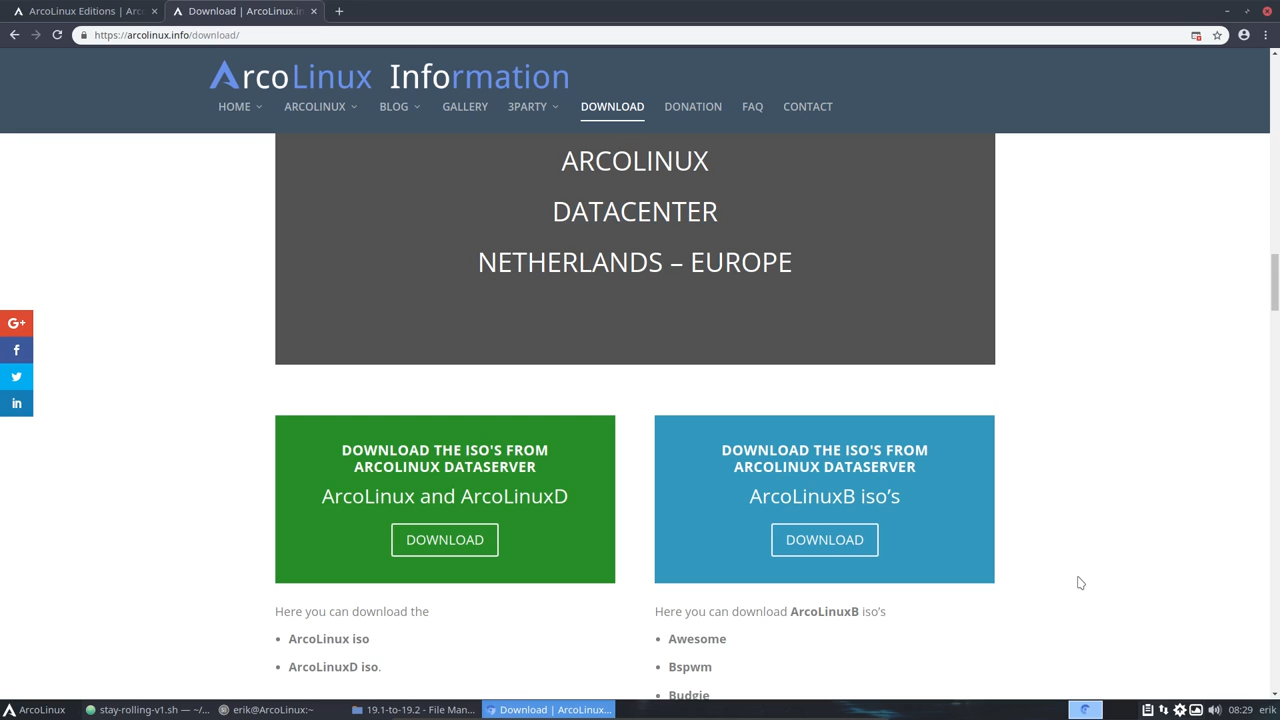 ArcoLinux Editions | Arc
Download | ArcoLinux.in
https://arcolinux.info/download/
ArcoLinux Information
HOME
ARCOLINUX
BLOG
GALLERY
3PARTY
DOWNLOAD
DONATION
FAQ
CONTACT
ARCOLINUX
DATACENTER
NETHERLANDS – EUROPE
G+
f
in
DOWNLOAD THE ISO'S FROM
ARCOLINUX DATASERVER
ArcoLinux and ArcoLinuxD
DOWNLOAD
Here you can download the
• ArcoLinux iso
• ArcoLinuxD iso.
DOWNLOAD THE ISO'S FROM
ARCOLINUX DATASERVER
ArcoLinuxB iso’s
DOWNLOAD
Here you can download ArcoLinuxB iso’s
• Awesome
• Bspwm
• Budgie
ArcoLinux
stay-rolling-v1.sh — ~/...
erik@ArcoLinux:~
19.1-to-19.2 - File Man...
Download | ArcoLinux...
08:29
erik